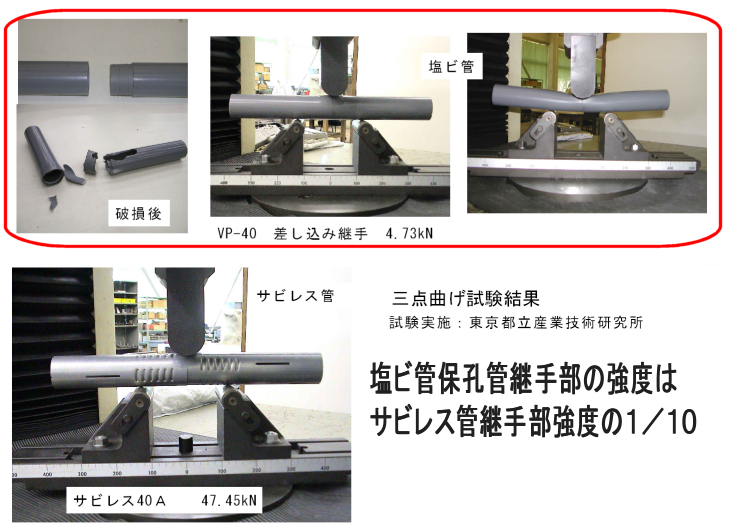 塩ビ管
破損後
VP-40 差し込み継手 4.73kN
サビレス管
三点曲げ試験結果
試験実施:東京都立産業技術研究所
塩ビ管保孔管継手部の強度は
サビレス管継手部強度の1/10
サビレス40A 47.45kN